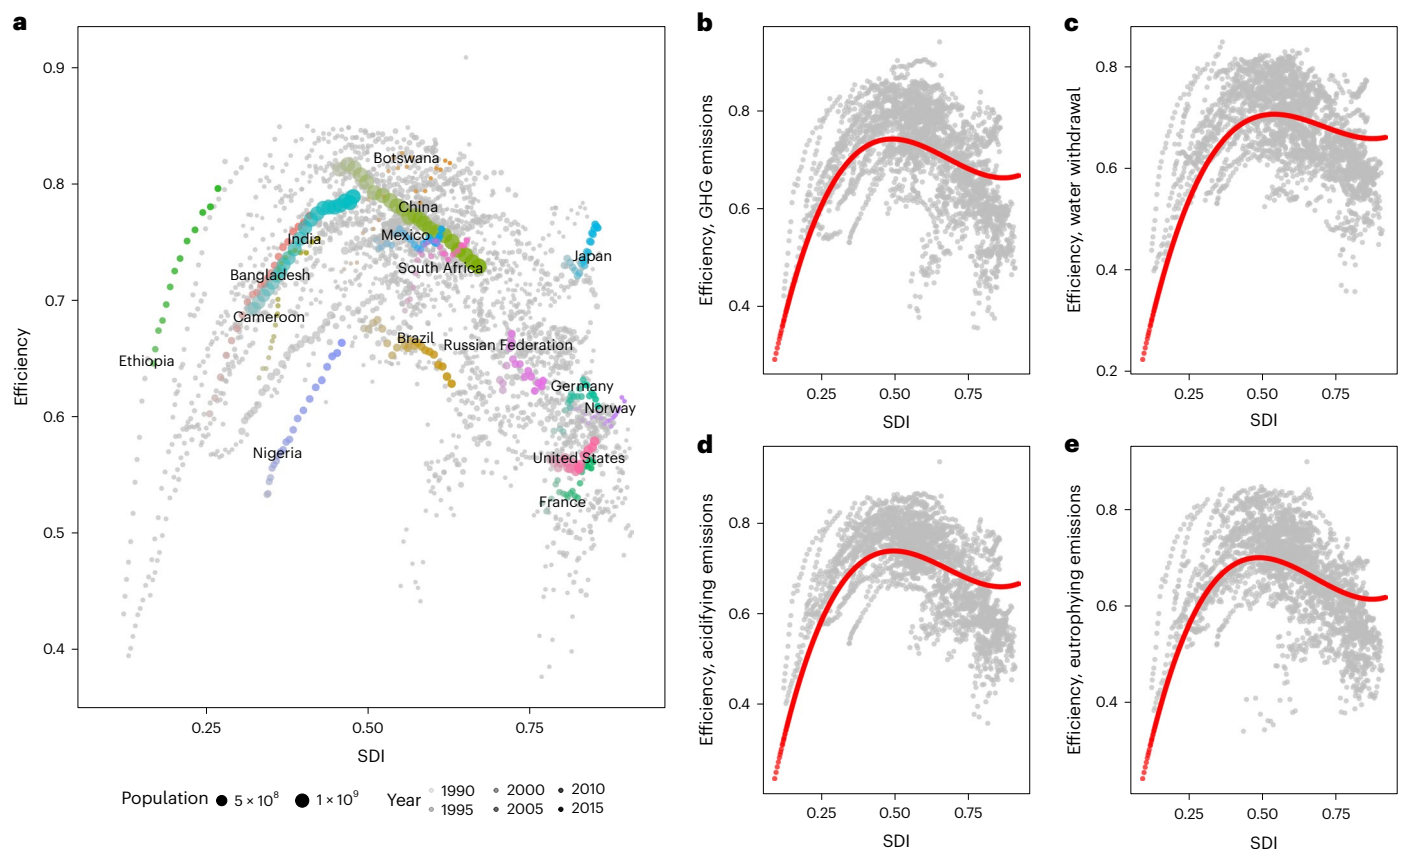 a
Efficiency
0.9
0.8
0.7
0.6
0.5
0.4
Botswana
China
India
Mexico
Japan
South Africa
Bangladesh
Cameroon
Brazil
Russian Federation
Ethiopia
Germany
Norway
Nigeria
United States
France
0.25
0.50
0.75
SDI
Population
5 × 10⁸
1 × 10⁹
Year
1990
2000
2010
1995
2005
2015
b
Efficiency, GHG emissions
0.8
0.6
0.4
0.25
0.50
0.75
SDI
c
Efficiency, water withdrawal
0.8
0.6
0.4
0.2
0.25
0.50
0.75
SDI
d
Efficiency, acidifying emissions
0.8
0.6
0.4
0.25
0.50
0.75
SDI
e
Efficiency, eutrophying emissions
0.8
0.6
0.4
0.25
0.50
0.75
SDI